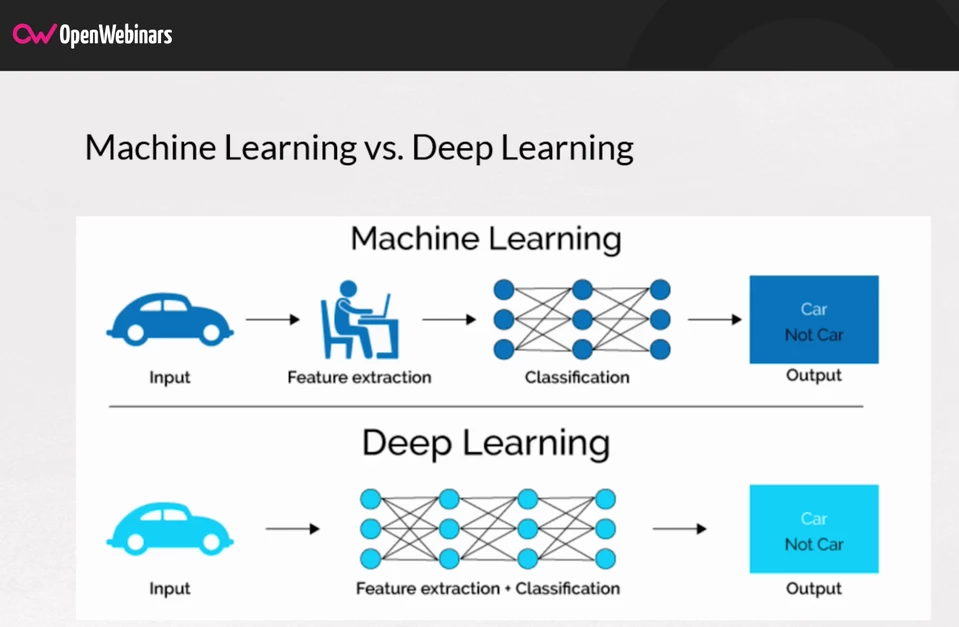 OpenWebinars
Machine Learning vs. Deep Learning
Machine Learning
Car
Not Car
Input
Feature extraction
Classification
Output
Deep Learning
Car
Not Car
Input
Feature extraction + Classification
Output